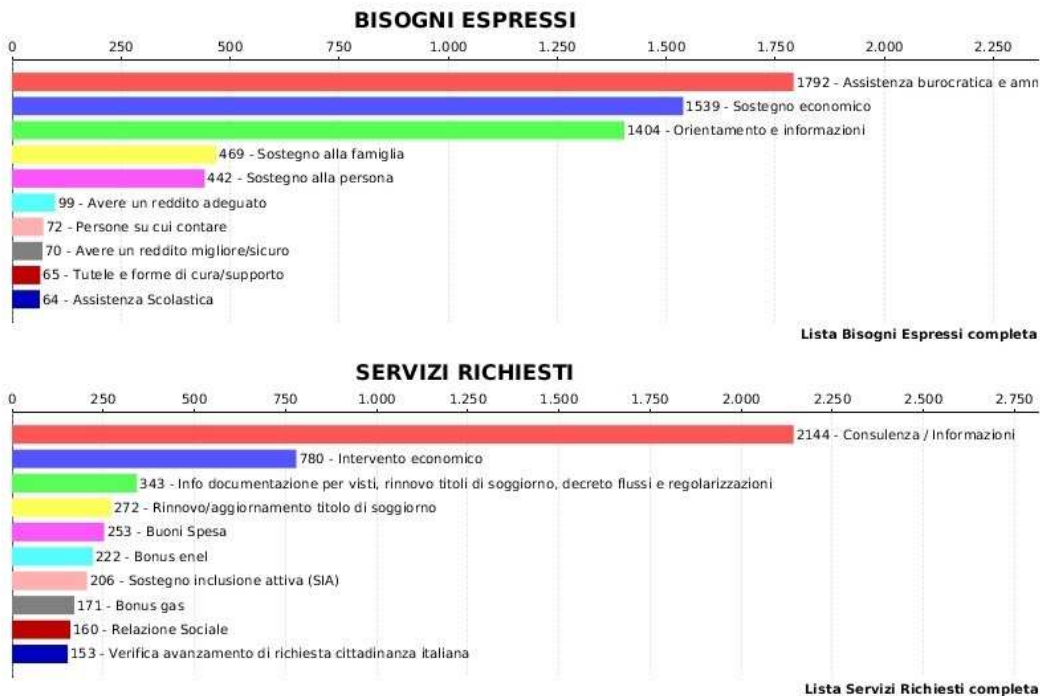 BISOGNI ESPRESSI
0 250 500 750 1.000 1.250 1.500 1.750 2.000 2.250
1792 - Assistenza burocratica e amn
1539 - Sostegno economico
1404 - Orientamento e informazioni
469 - Sostegno alla famiglia
442 - Sostegno alla persona
99 - Avere un reddito adeguato
72 - Persone su cui contare
70 - Avere un reddito migliore/sicuro
65 - Tutele e forme di cura/supporto
64 - Assistenza Scolastica
Lista Bisogni Espressi completa
SERVIZI RICHIESTI
0 250 500 750 1.000 1.250 1.500 1.750 2.000 2.250 2.500 2.750
2144 - Consulenza / Informazioni
780 - Intervento economico
343 - Info documentazione per visti, rinnovo titoli di soggiorno, decreto flussi e regolarizzazioni
272 - Rinnovo/aggiornamento titolo di soggiorno
253 - Buoni Spesa
222 - Bonus enel
206 - Sostegno inclusione attiva (SIA)
171 - Bonus gas
160 - Relazione Sociale
153 - Verifica avanzamento di richiesta cittadinanza italiana
Lista Servizi Richiesti completa